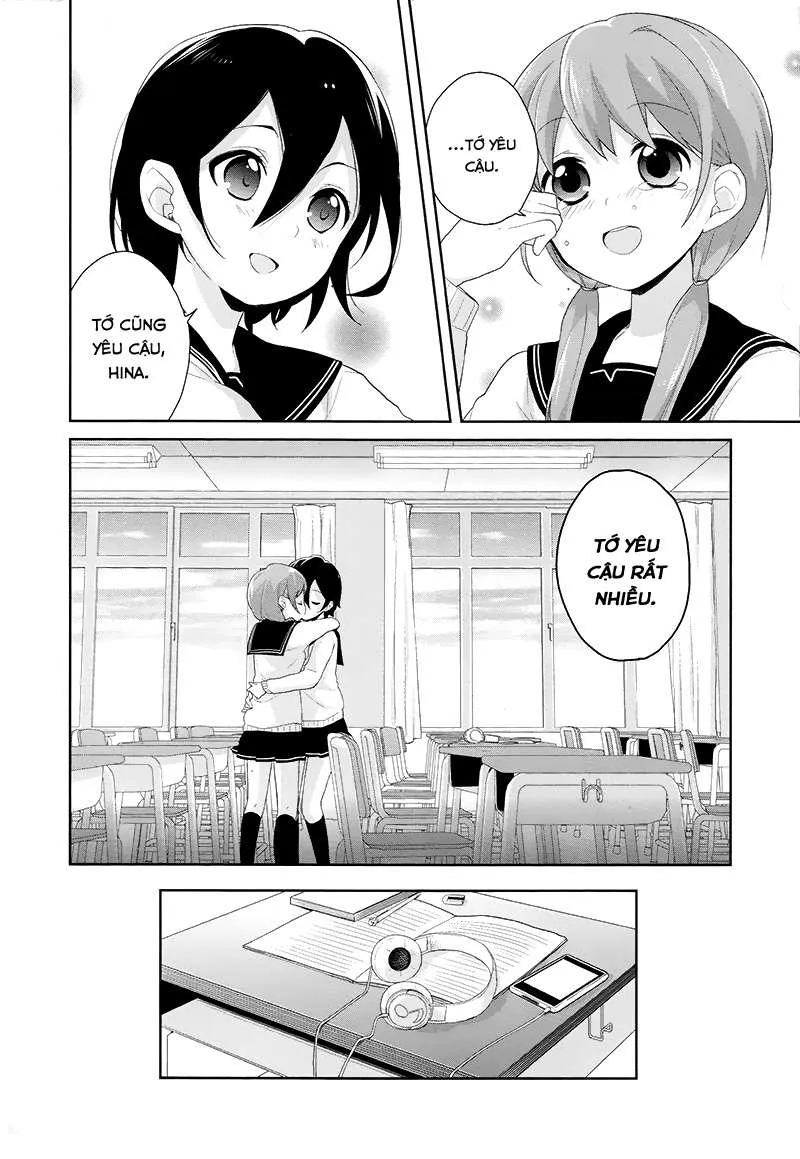 ...TỚ YÊU
CẬU.
TỚ CŨNG
YÊU CẬU,
HINA.
TỚ YÊU
CẬU RẤT
NHIỀU.